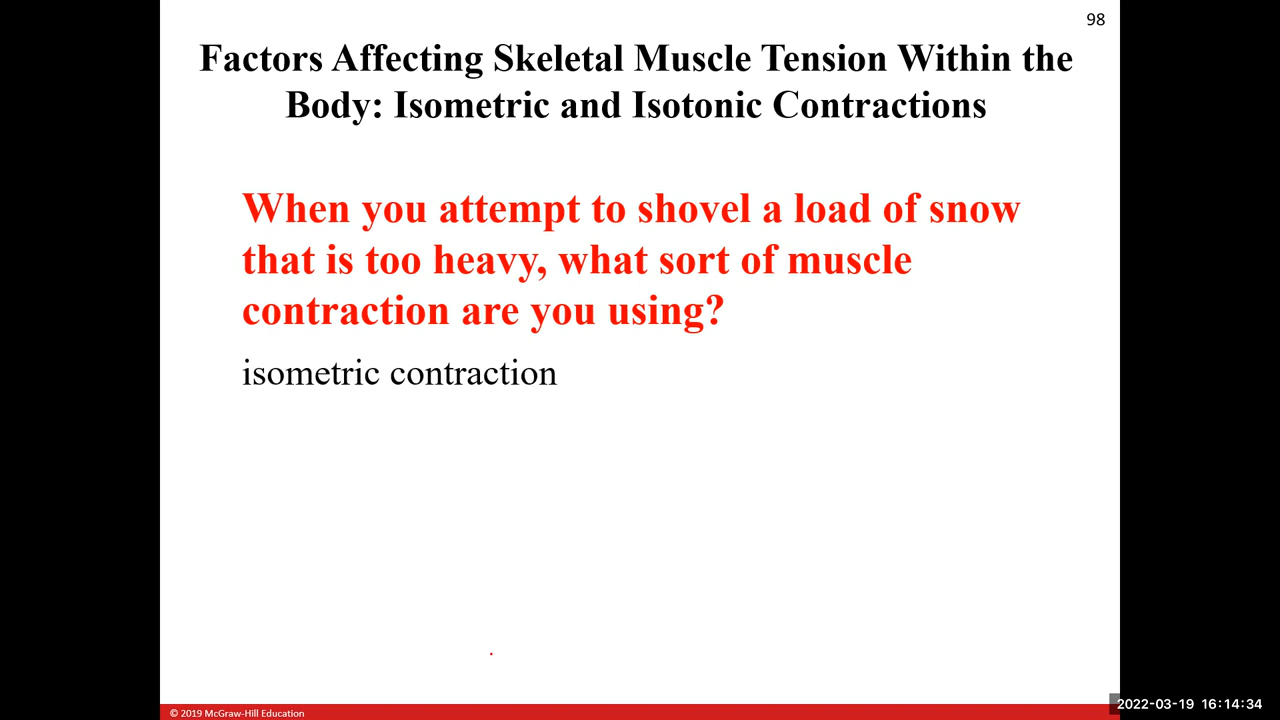 98
Factors Affecting Skeletal Muscle Tension Within the
Body: Isometric and Isotonic Contractions
When you attempt to shovel a load of snow
that is too heavy, what sort of muscle
contraction are you using?
isometric contraction
© 2019 McGraw-Hill Education
2022-03-19 16:14:34